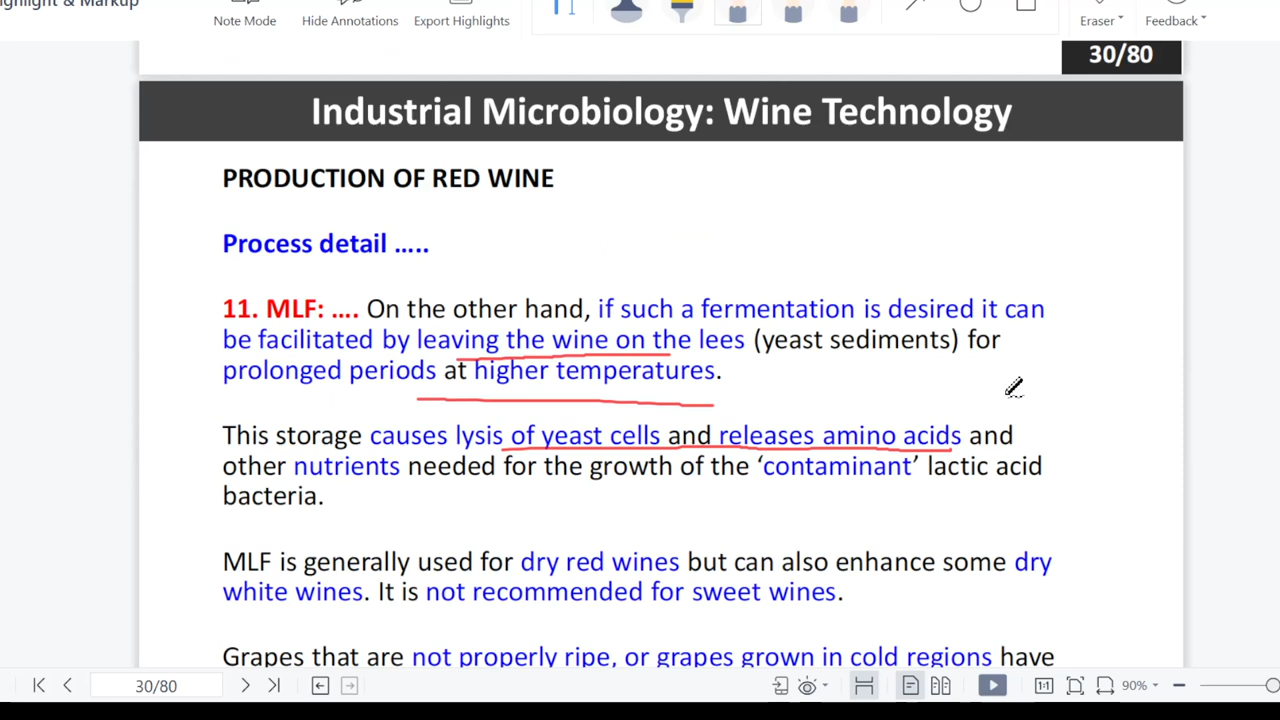 ighlight & Markup
Note Mode
Hide Annotations
Export Highlights
Eraser
Feedback
30/80
Industrial Microbiology: Wine Technology
PRODUCTION OF RED WINE
Process detail …..
11. MLF: …. On the other hand, if such a fermentation is desired it can
be facilitated by leaving the wine on the lees (yeast sediments) for
prolonged periods at higher temperatures.
This storage causes lysis of yeast cells and releases amino acids and
other nutrients needed for the growth of the ‘contaminant’ lactic acid
bacteria.
MLF is generally used for dry red wines but can also enhance some dry
white wines. It is not recommended for sweet wines.
Grapes that are not properly ripe, or grapes grown in cold regions have
30/80
1:1
90%